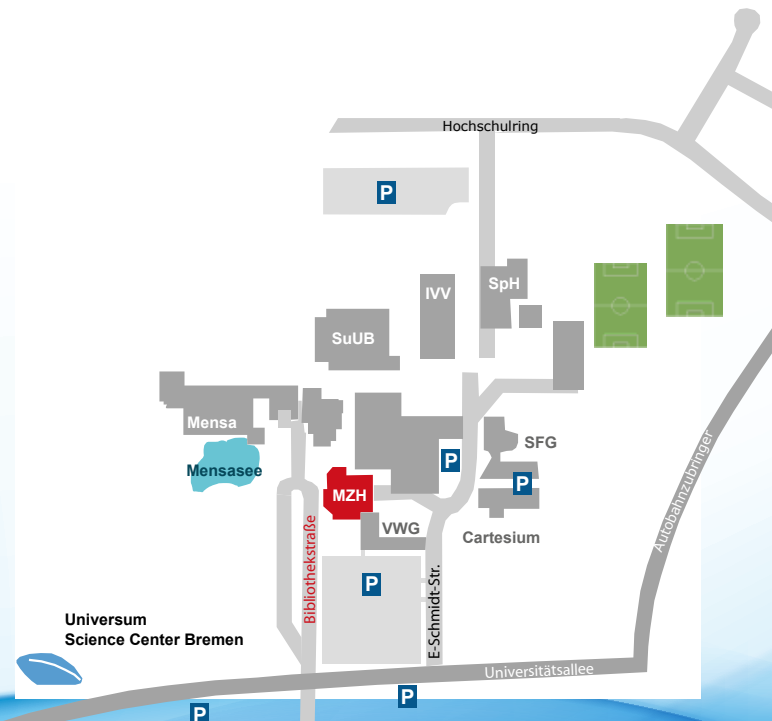 Hochschulring
P
SpH
IVV
SuUB
Mensa
SFG
P
Mensasee
P
MZH
VWG
Cartesium
Autobahnzubringer
P
Bibliothekstraße
E-Schmidt-Str.
Universum
Science Center Bremen
Universitätsallee
P
P